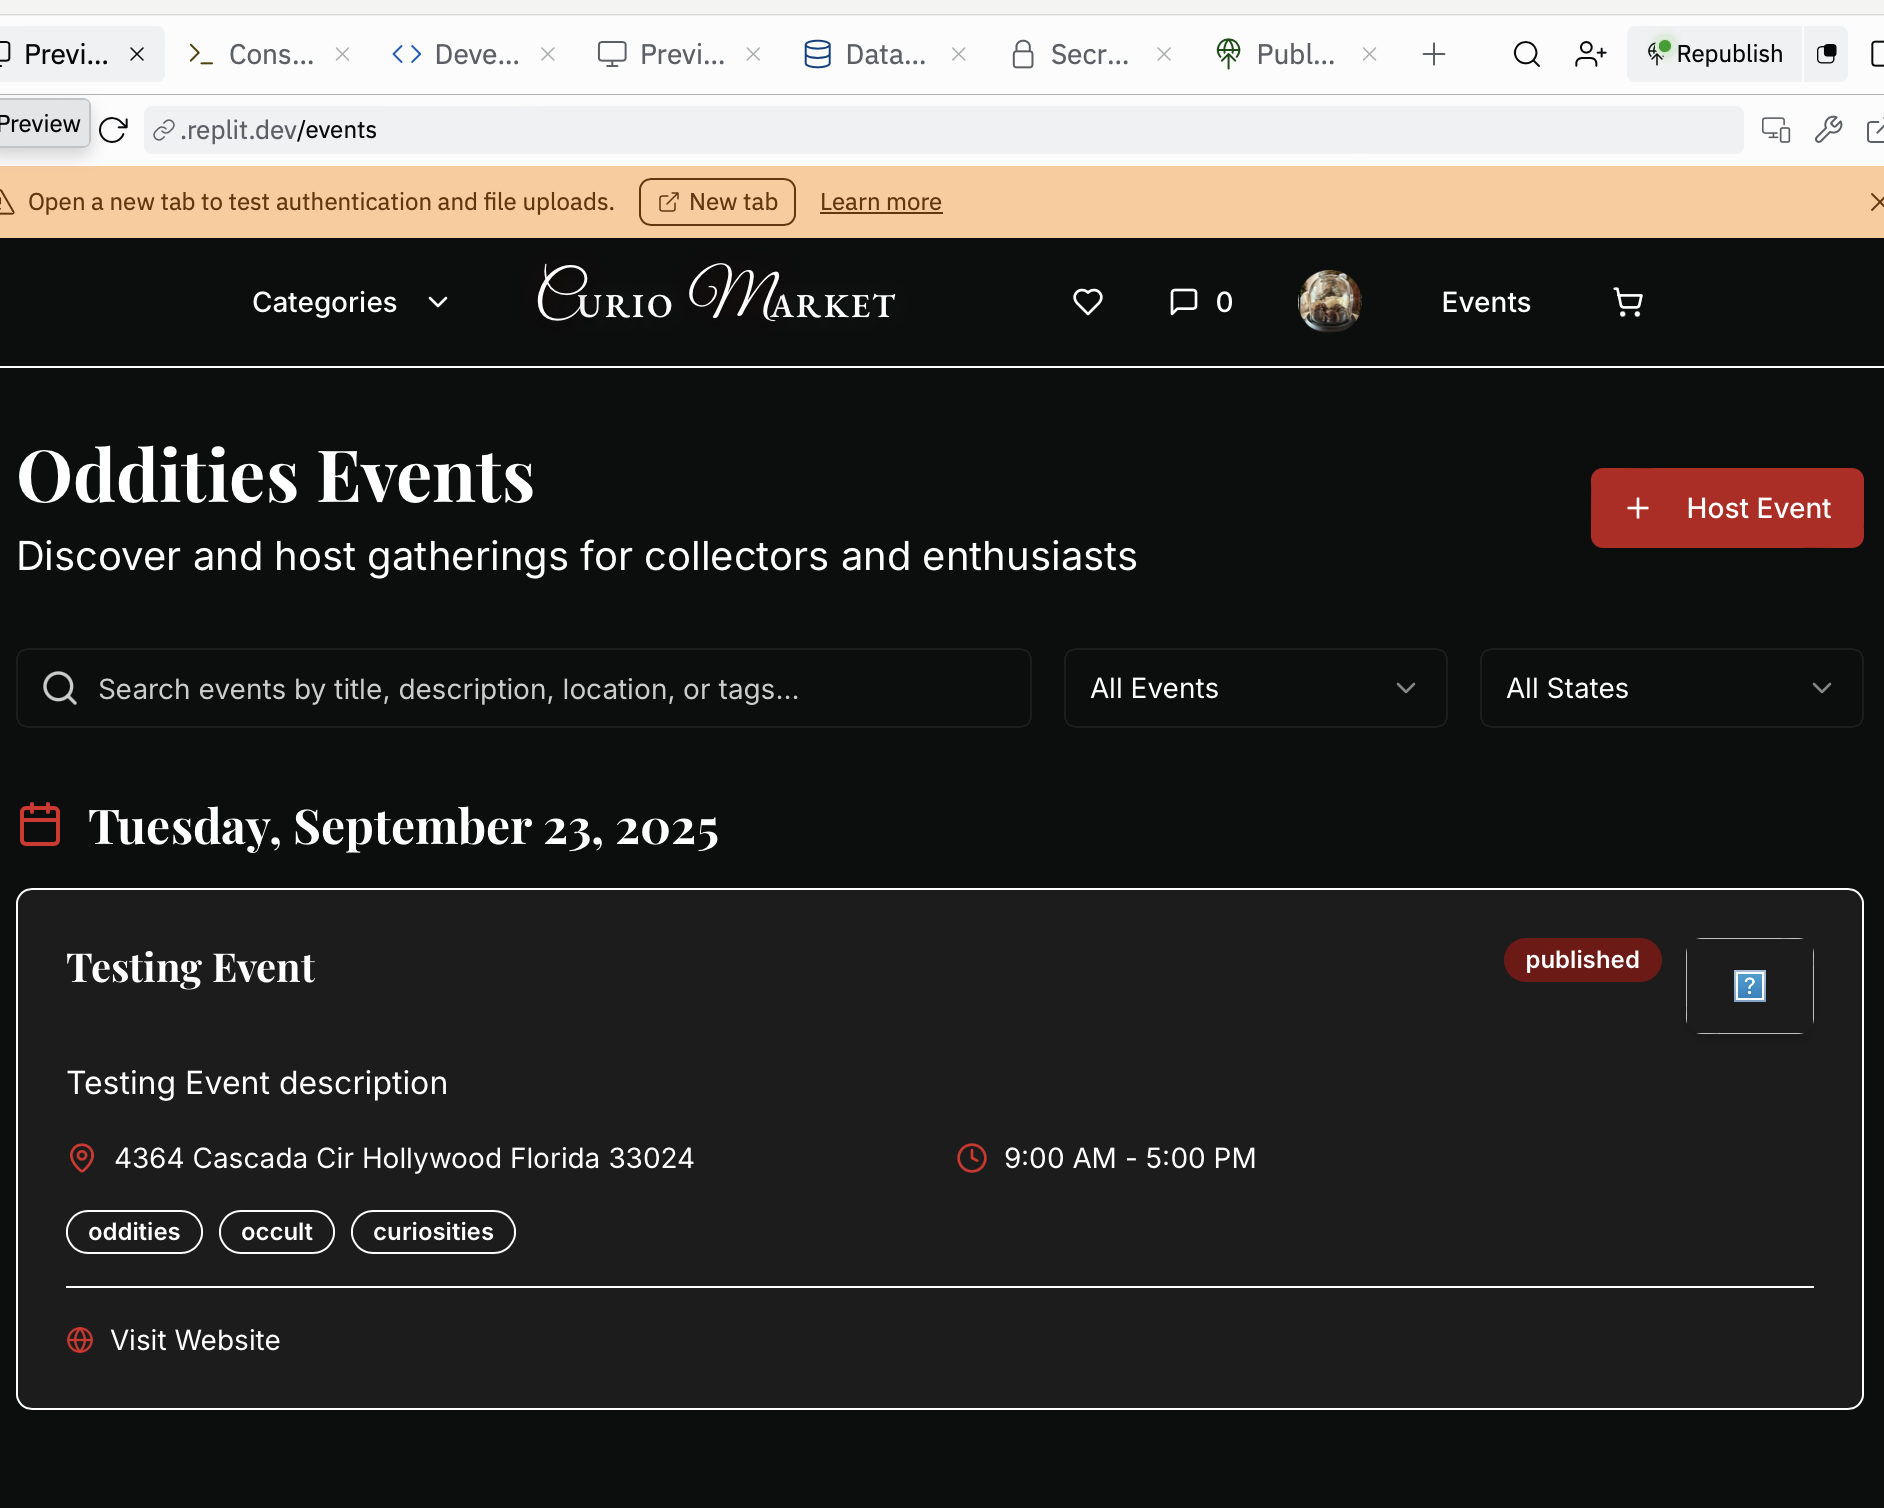 Previ... Cons... Deve... Previ... Data... Secr... Publ... Republish
Preview .replit.dev/events
Open a new tab to test authentication and file uploads. New tab Learn more
Categories Curio Market 0 Events
Oddities Events
Host Event
Discover and host gatherings for collectors and enthusiasts
Search events by title, description, location, or tags... All Events All States
Tuesday, September 23, 2025
Testing Event published
?
Testing Event description
4364 Cascada Cir Hollywood Florida 33024 9:00 AM - 5:00 PM
oddities occult curiosities
Visit Website